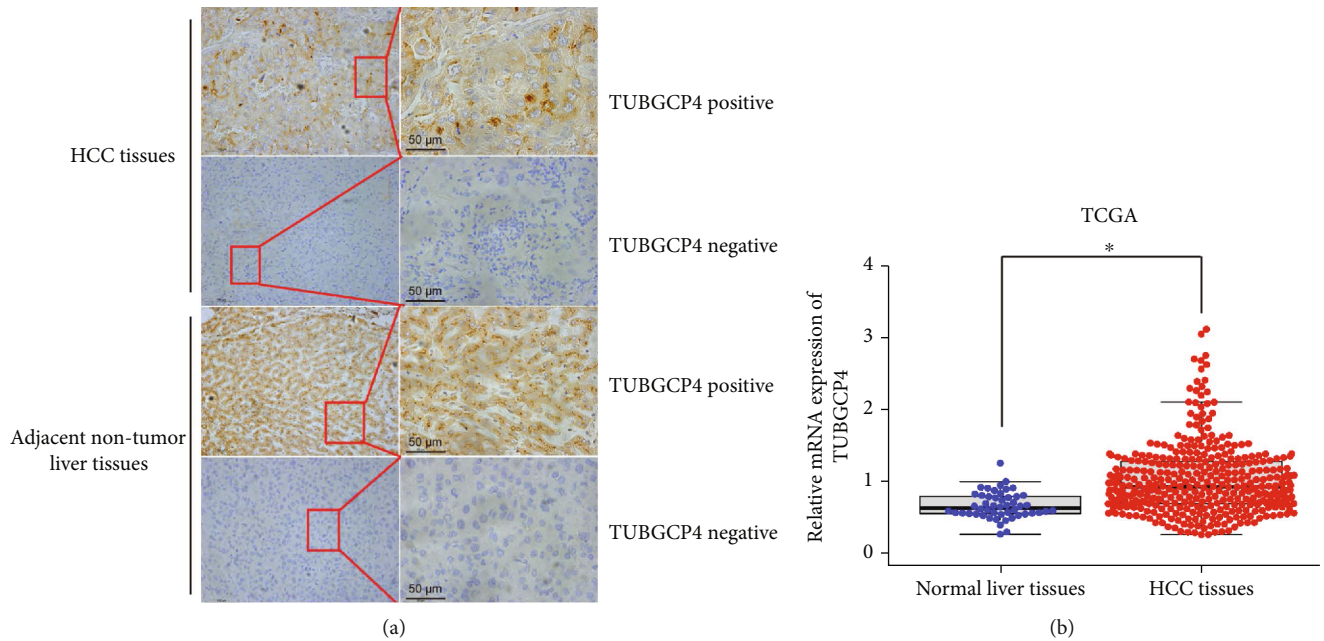 HCC tissues
TUBGCP4 positive
50 µm
TUBGCP4 negative
50 µm
Adjacent non-tumor
liver tissues
TUBGCP4 positive
50 µm
TUBGCP4 negative
50 µm
(a)
TCGA
*
Relative mRNA expression of
TUBGCP4
4
3
2
1
0
Normal liver tissues
HCC tissues
(b)